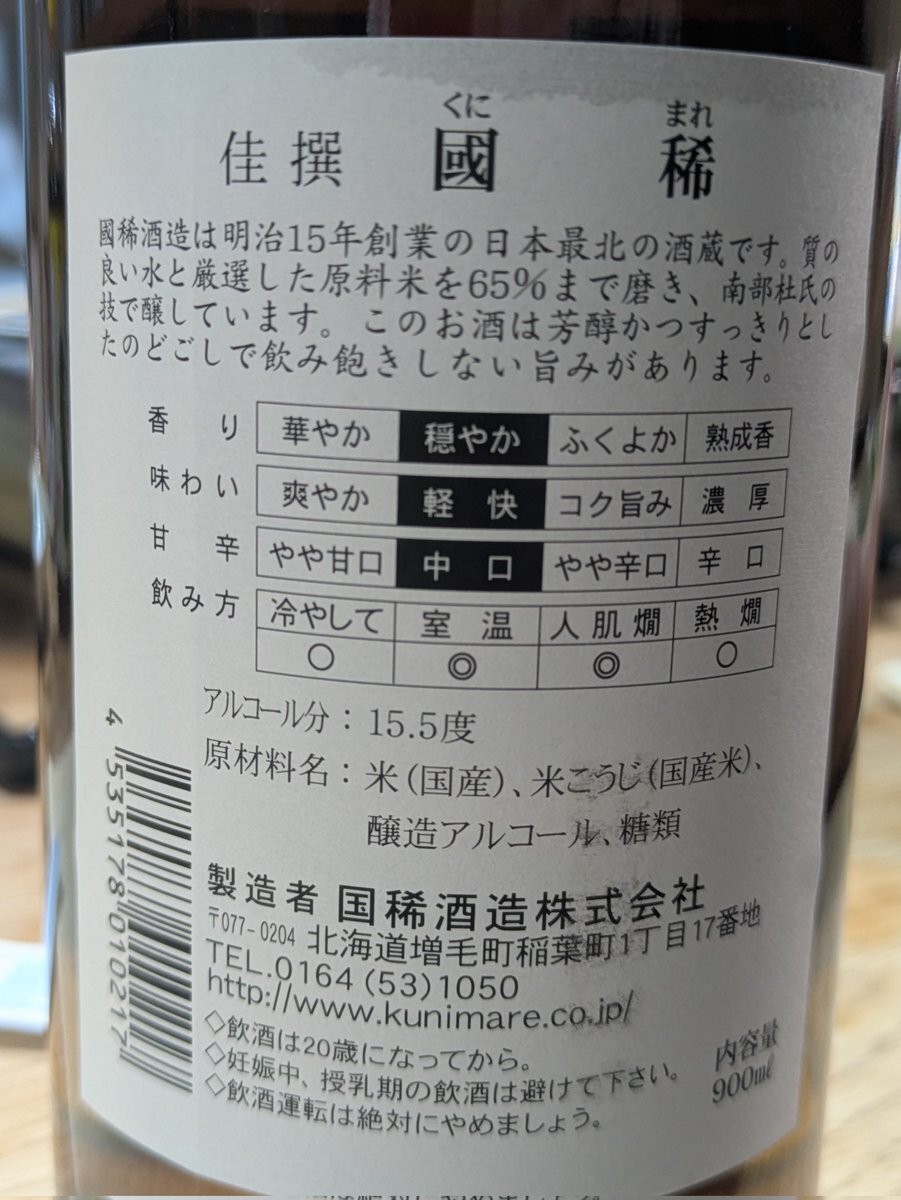 くに まれ
佳撰 國 稀
國稀酒造は明治15年創業の日本最北の酒蔵です。質の
良い水と厳選した原料米を65%まで磨き、南部杜氏の
技で醸しています。このお酒は芳醇かつすっきりとし
たのどごしで飲み飽きしない旨みがあります。
香り 華やか 穏やか ふくよか 熟成香
味わい 爽やか 軽快 コク旨み 濃厚
甘辛 やや甘口 中口 やや辛口 辛口
飲み方 冷やして 室温 人肌燗 熱燗
○ ◎ ◎ ○
アルコール分：15.5度
原材料名：米（国産）、米こうじ（国産米）、
醸造アルコール、糖類
製造者 国稀酒造株式会社
〒077-0204 北海道増毛町稲葉町1丁目17番地
TEL.0164(53)1050
http://www.kunimare.co.jp/
◇飲酒は20歳になってから。
◇妊娠中、授乳期の飲酒は避けて下さい。
◇飲酒運転は絶対にやめましょう。
内容量
900ml
4 535178 010217